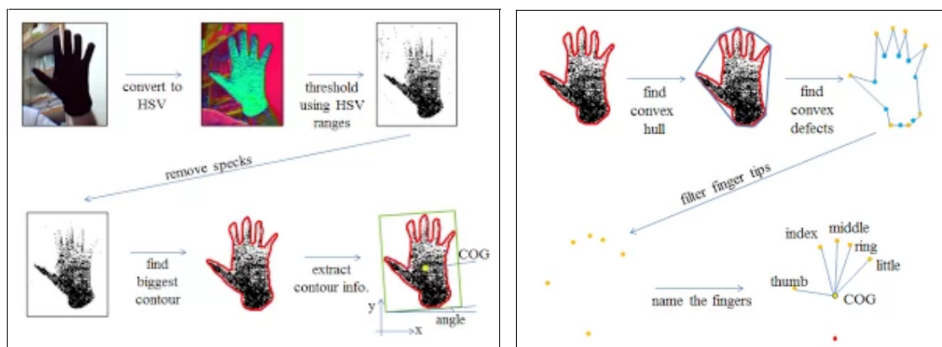 convert to
HSV
threshold
using HSV
ranges
remove specks
find
biggest
contour
extract
contour info.
COG
y
x
angle
find
convex
hull
find
convex
defects
filter finger tips
name the fingers
thumb
index
middle
ring
little
COG